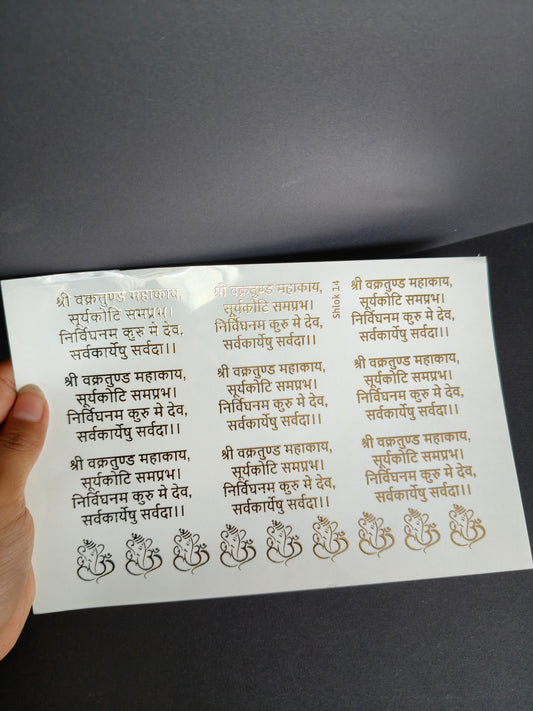 श्री वक्रतुण्ड महाकाय,
सूर्यकोटि समप्रभ।
निर्विघनम कुरु मे देव,
सर्वकार्येषु सर्वदा।।
श्री वक्रतुण्ड महाकाय,
सूर्यकोटि समप्रभ।
निर्विघनम कुरु मे देव,
सर्वकार्येषु सर्वदा।।
श्री वक्रतुण्ड महाकाय,
सूर्यकोटि समप्रभ।
निर्विघनम कुरु मे देव,
सर्वकार्येषु सर्वदा।।
Shlok 14
श्री वक्रतुण्ड महाकाय,
सूर्यकोटि समप्रभ।
निर्विघनम कुरु मे देव,
सर्वकार्येषु सर्वदा।।
श्री वक्रतुण्ड महाकाय,
सूर्यकोटि समप्रभ।
निर्विघनम कुरु मे देव,
सर्वकार्येषु सर्वदा।।
श्री वक्रतुण्ड महाकाय,
सूर्यकोटि समप्रभ।
निर्विघनम कुरु मे देव,
सर्वकार्येषु सर्वदा।।
श्री वक्रतुण्ड महाकाय,
सूर्यकोटि समप्रभ।
निर्विघनम कुरु मे देव,
सर्वकार्येषु सर्वदा।।
श्री वक्रतुण्ड महाकाय,
सूर्यकोटि समप्रभ।
निर्विघनम कुरु मे देव,
सर्वकार्येषु सर्वदा।।
श्री वक्रतुण्ड महाकाय,
सूर्यकोटि समप्रभ।
निर्विघनम कुरु मे देव,
सर्वकार्येषु सर्वदा।।